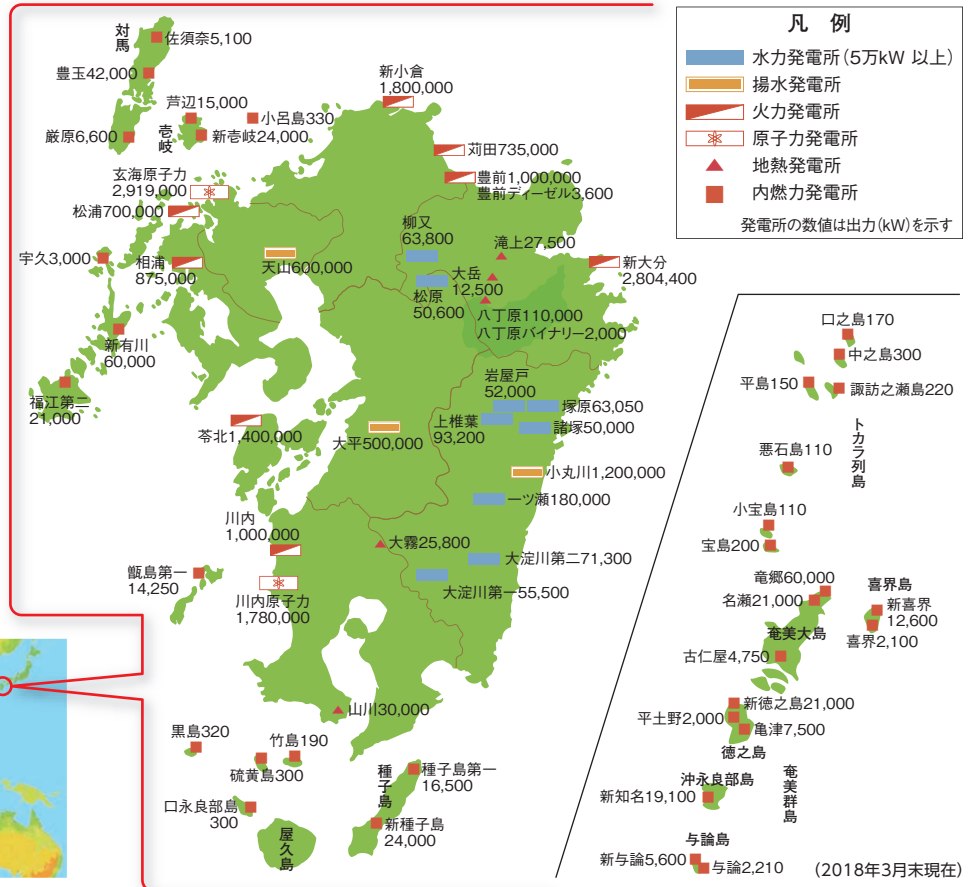 凡 例
水力発電所(5万kW 以上)
揚水発電所
火力発電所
原子力発電所
地熱発電所
内燃力発電所
発電所の数値は出力(kW)を示す
対馬
佐須奈5,100
豊玉42,000
厳原6,600
壱岐
芦辺15,000
新壱岐24,000
小呂島330
新小倉
1,800,000
苅田735,000
豊前1,000,000
豊前ディーゼル3,600
玄海原子力
2,919,000
松浦700,000
宇久3,000
相浦
875,000
天山600,000
柳又
63,800
松原
50,600
滝上27,500
大岳
12,500
八丁原110,000
八丁原バイナリー2,000
新大分
2,804,400
新有川
60,000
福江第二
21,000
苓北1,400,000
大平500,000
岩屋戸
52,000
塚原63,050
上椎葉
93,200
諸塚50,000
小丸川1,200,000
一ツ瀬180,000
川内
1,000,000
大霧25,800
大淀川第二71,300
大淀川第一55,500
甑島第一
14,250
川内原子力
1,780,000
山川30,000
黒島320
硫黄島300
竹島190
口永良部島
300
屋久島
種子島
種子島第一
16,500
新種子島
24,000
口之島170
中之島300
平島150
諏訪之瀬島220
トカラ列島
悪石島110
小宝島110
宝島200
竜郷60,000
名瀬21,000
奄美大島
古仁屋4,750
喜界島
新喜界
12,600
喜界2,100
新徳之島21,000
平土野2,000
亀津7,500
徳之島
奄美群島
沖永良部島
新知名19,100
与論島
新与論5,600
与論2,210
(2018年3月末現在)